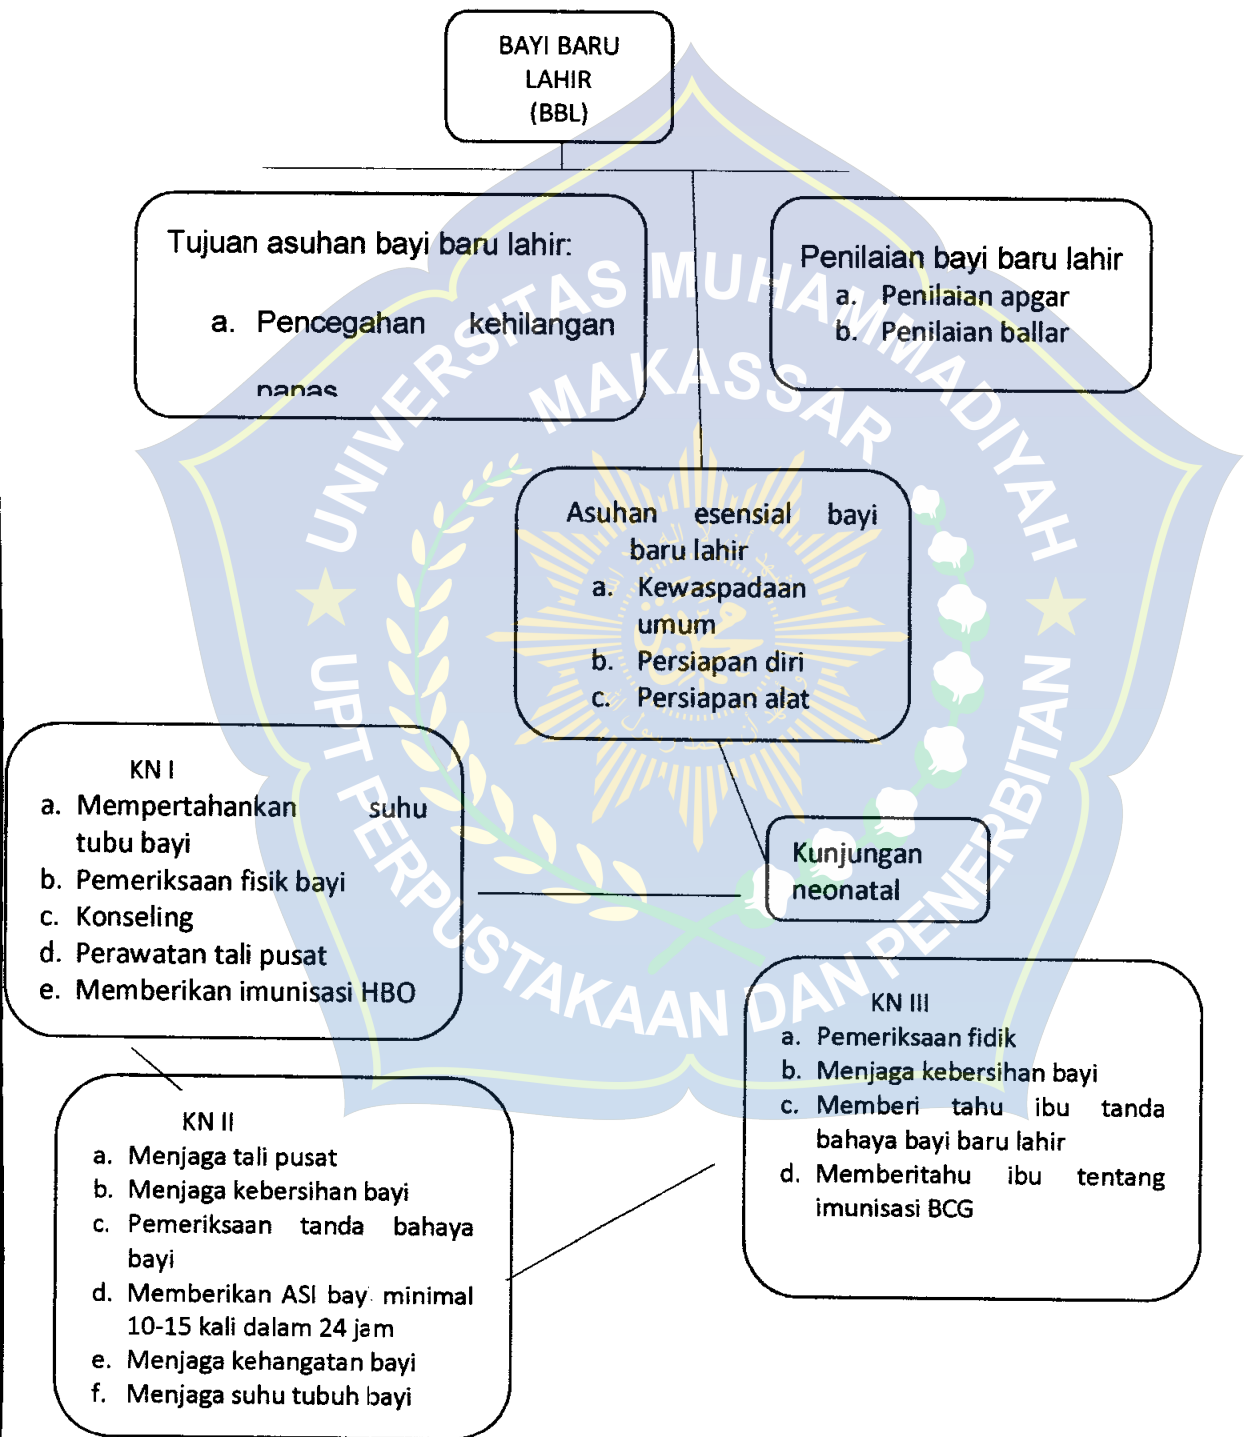 BAYI BARU
LAHIR
(BBL)
Tujuan asuhan bayi baru lahir:
a. Pencegahan kehilangan
panas
Penilaian bayi baru lahir
a. Penilaian apgar
b. Penilaian ballar
Asuhan esensial bayi
baru lahir
a. Kewaspadaan
umum
b. Persiapan diri
c. Persiapan alat
KN I
a. Mempertahankan suhu
tubu bayi
b. Pemeriksaan fisik bayi
c. Konseling
d. Perawatan tali pusat
e. Memberikan imunisasi HBO
Kunjungan
neonatal
KN II
a. Menjaga tali pusat
b. Menjaga kebersihan bayi
c. Pemeriksaan tanda bahaya
bayi
d. Memberikan ASI bay minimal
10-15 kali dalam 24 jam
e. Menjaga kehangatan bayi
f. Menjaga suhu tubuh bayi
KN III
a. Pemeriksaan fidik
b. Menjaga kebersihan bayi
c. Memberi tahu ibu tanda
bahaya bayi baru lahir
d. Memberitahu ibu tentang
imunisasi BCG
UNIVERSITAS MUHAMMADIYAH
MAKASSAR
UPT PERPUSTAKAAN DAN PENERBITAN